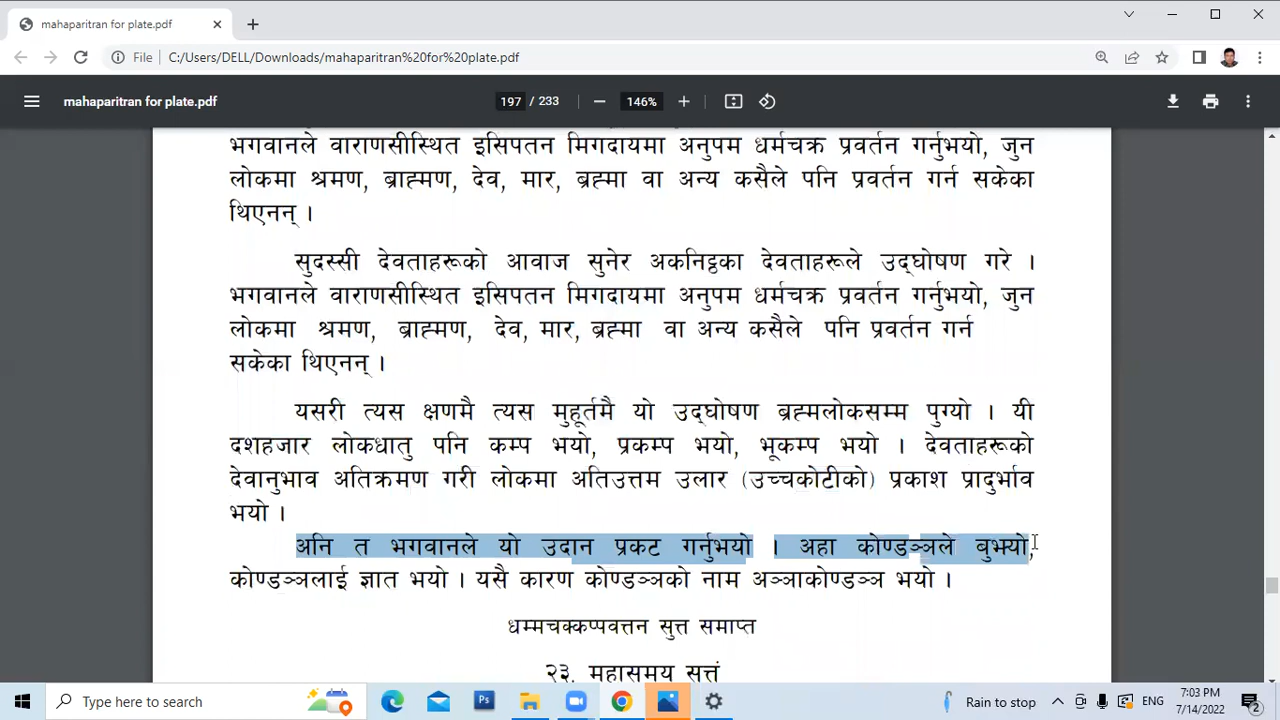 mahaparitran for plate.pdf
File
C:/Users/DELL/Downloads/mahaparitran%20for%20plate.pdf
mahaparitran for plate.pdf
197 / 233
146%
भगवानले वाराणसीस्थित इसिपतन मिगदायमा अनुपम धर्मचक्र प्रवर्तन गर्नुभयो, जुन
लोकमा श्रमण, ब्राह्मण, देव, मार, ब्रह्मा वा अन्य कसैले पनि प्रवर्तन गर्न सकेका
थिएनन् ।
सुदस्सी देवताहरूको आवाज सुनेर अकनिट्ठका देवताहरूले उद्घोषण गरे ।
भगवानले वाराणसीस्थित इसिपतन मिगदायमा अनुपम धर्मचक्र प्रवर्तन गर्नुभयो, जुन
लोकमा श्रमण, ब्राह्मण, देव, मार, ब्रह्मा वा अन्य कसैले पनि प्रवर्तन गर्न
सकेका थिएनन् ।
यसरी त्यस क्षणमै त्यस मुहूर्तमै यो उद्घोषण ब्रह्मलोकसम्म पुग्यो । यी
दशहजार लोकधातु पनि कम्प भयो, प्रकम्प भयो, भूकम्प भयो । देवताहरूको
देवानुभाव अतिक्रमण गरी लोकमा अतिउत्तम उलार (उच्चकोटीको) प्रकाश प्रादुर्भाव
भयो ।
अनि त भगवानले यो उदान प्रकट गर्नुभयो । अहा कोण्डञ्ञले बुझ्यो,
कोण्डञ्ञलाई ज्ञात भयो । यसै कारण कोण्डञ्ञको नाम अञ्ञाकोण्डञ्ञ भयो ।
धम्मचक्कप्पवत्तन सुत्त समाप्त
२३. महासमय सुत्तं
Type here to search
Ps
Rain to stop
ENG
7:03 PM
7/14/2022
2